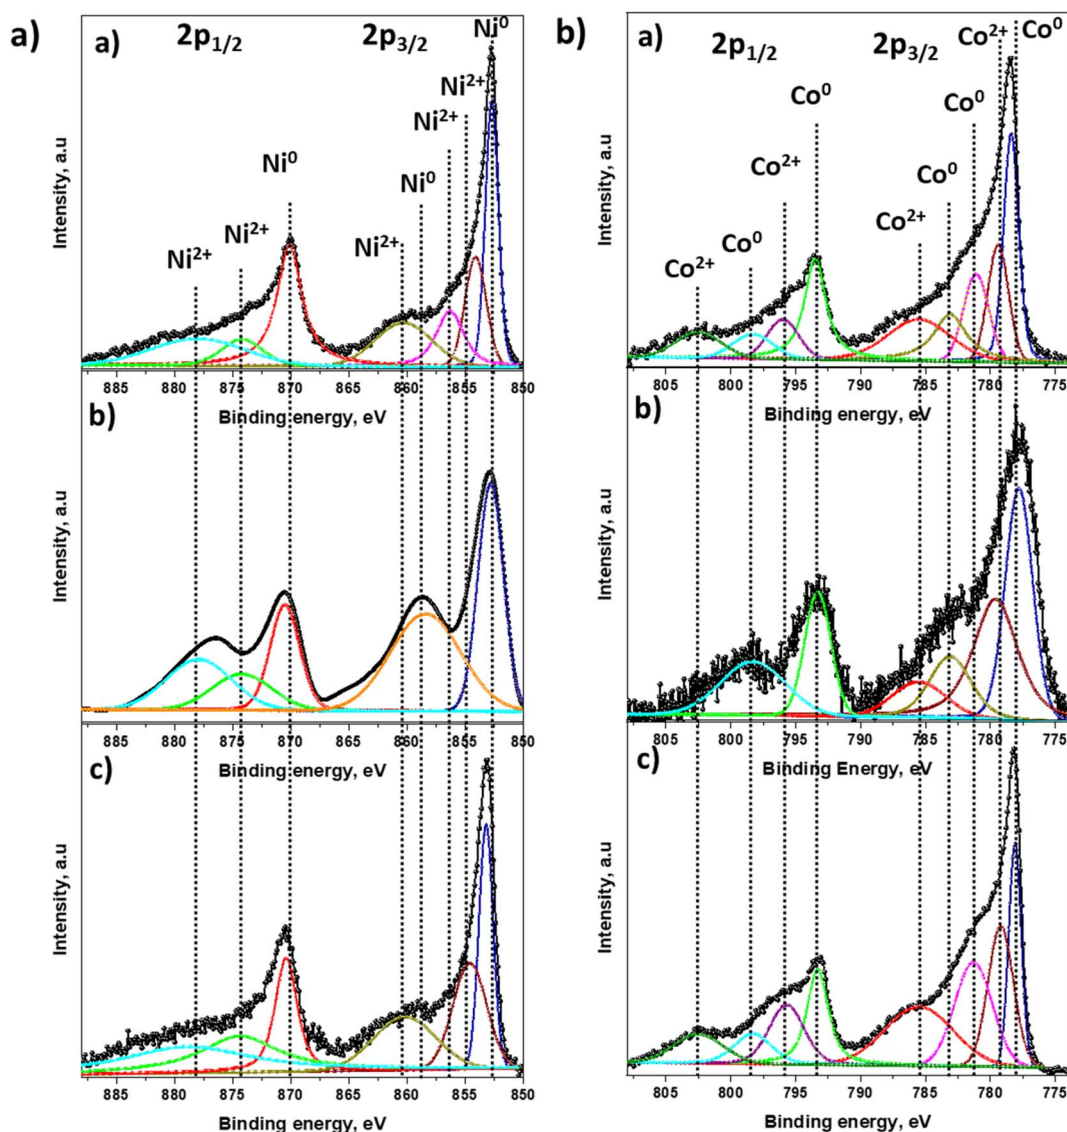 a)
a) 2p1/2 2p3/2 Ni⁰
Ni²⁺
Ni²⁺
Ni⁰
Ni⁰
Ni²⁺
Ni²⁺
Ni²⁺
Intensity, a.u
885 880 875 870 865 860 855 850
Binding energy, eV
b)
Intensity, a.u
885 880 875 870 865 860 855 850
Binding energy, eV
c)
Intensity, a.u
885 880 875 870 865 860 855 850
Binding energy, eV
b)
a) 2p1/2 2p3/2 Co²⁺ Co⁰
Co⁰
Co⁰
Co²⁺
Co⁰
Co²⁺
Co⁰
Co²⁺
Intensity, a.u
805 800 795 790 785 780 775
Binding energy, eV
b)
Intensity, a.u
805 800 795 790 785 780 775
Binding Energy, eV
c)
Intensity, a.u
805 800 795 790 785 780 775
Binding Energy, eV